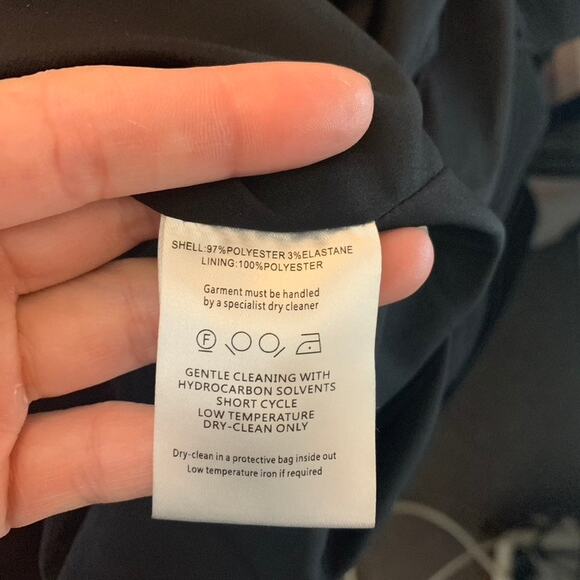 SHELL:97%POLYESTER 3%ELASTANE
LINING:100%POLYESTER
Garment must be handled
by a specialist dry cleaner
F
GENTLE CLEANING WITH
HYDROCARBON SOLVENTS
SHORT CYCLE
LOW TEMPERATURE
DRY-CLEAN ONLY
Dry-clean in a protective bag inside out
Low temperature iron if required